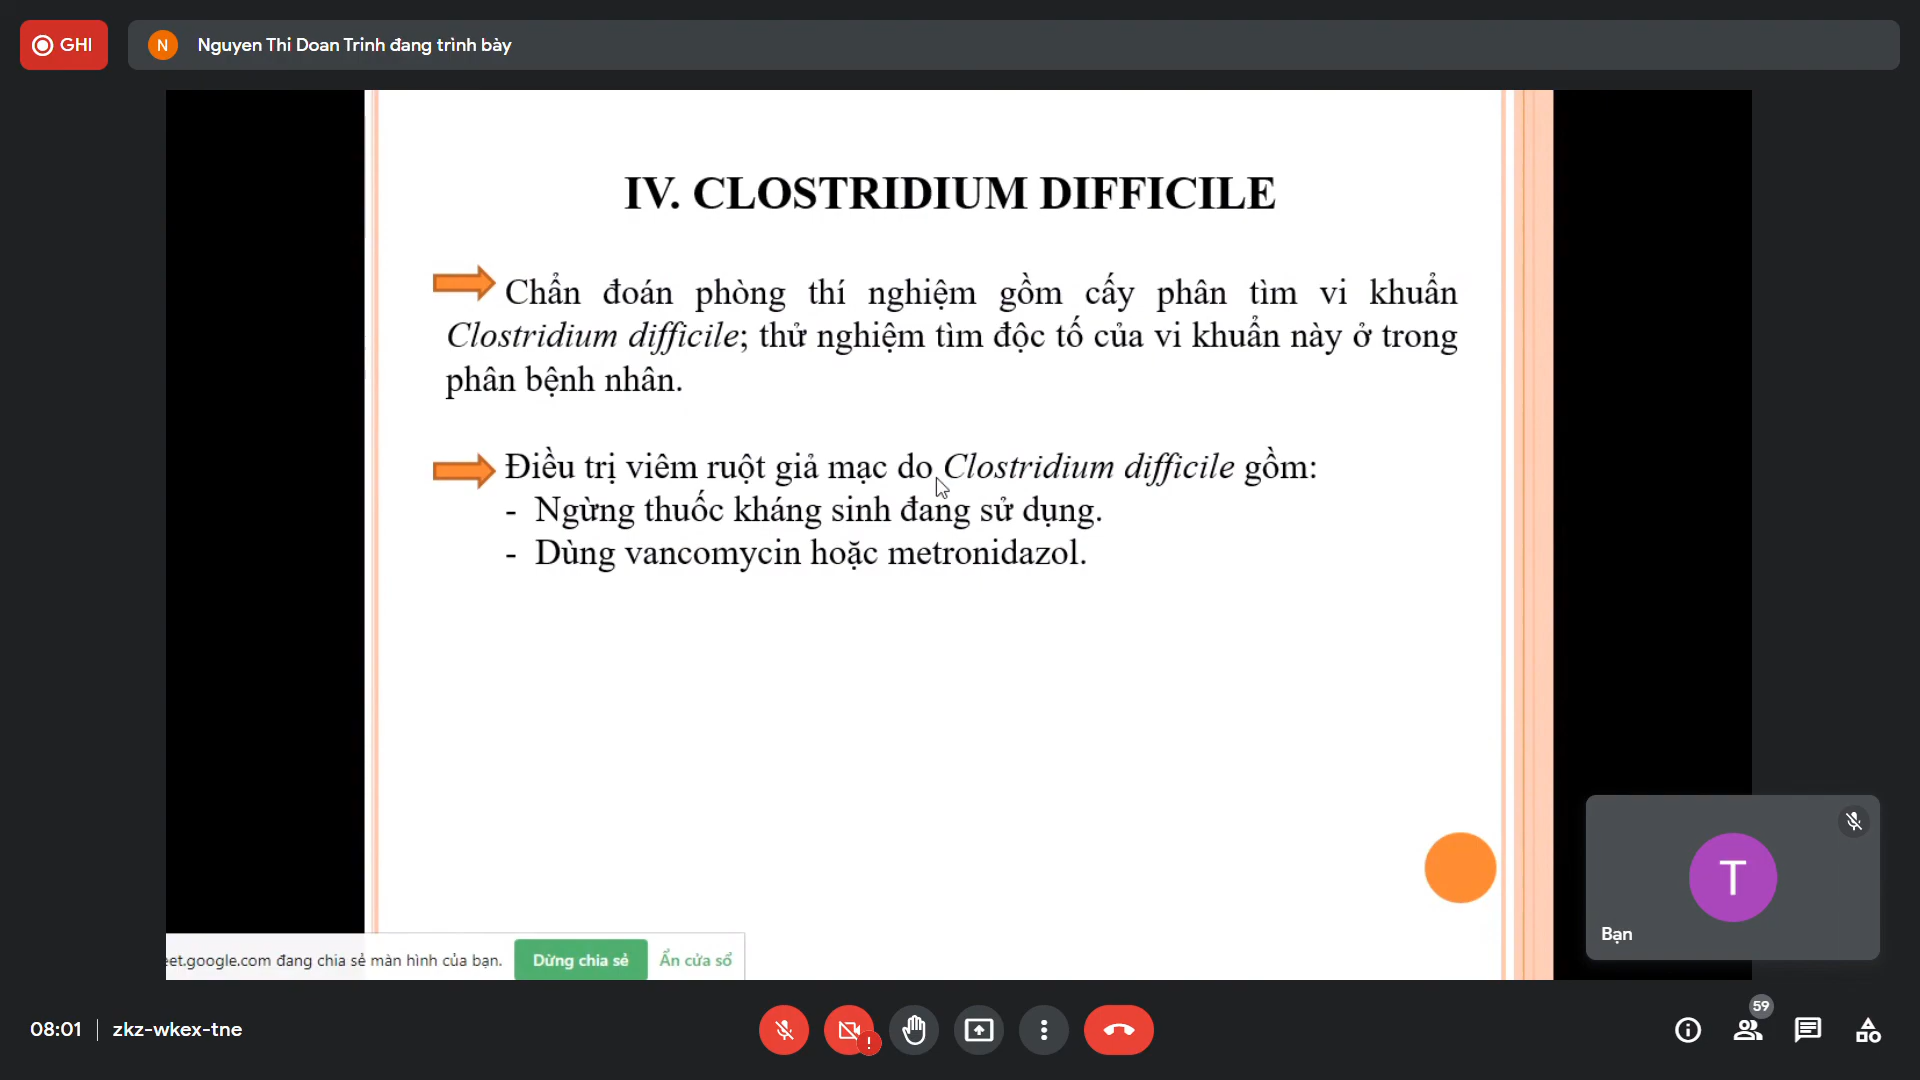 GHI
N
Nguyen Thi Doan Trinh đang trình bày
IV. CLOSTRIDIUM DIFFICILE
Chẩn đoán phòng thí nghiệm gồm cấy phân tìm vi khuẩn
Clostridium difficile; thử nghiệm tìm độc tố của vi khuẩn này ở trong
phân bệnh nhân.
Điều trị viêm ruột giả mạc do Clostridium difficile gồm:
- Ngừng thuốc kháng sinh đang sử dụng.
- Dùng vancomycin hoặc metronidazol.
T
Bạn
eet.google.com đang chia sẻ màn hình của bạn.
Dừng chia sẻ
Ẩn cửa sổ
08:01
zkz-wkex-tne
!
59